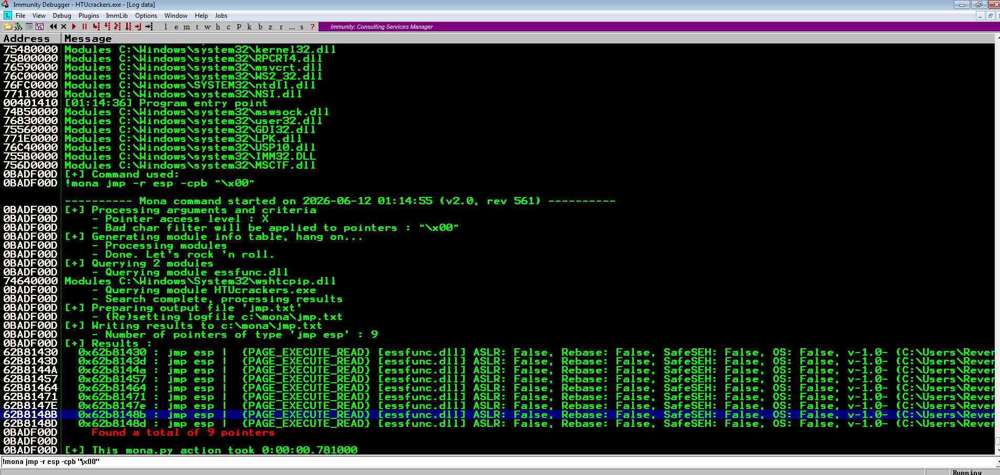 Immunity Debugger - HTUcrackers.exe - [Log data]
L File View Debug Plugins ImmLib Options Window Help Jobs
l e m t w h c P k b z r ... s ? Immunity: Consulting Services Manager
Address Message
75480000 Modules C:\Windows\system32\kernel32.dll
75800000 Modules C:\Windows\system32\RPCRT4.dll
76590000 Modules C:\Windows\system32\msvcrt.dll
76C00000 Modules C:\Windows\system32\WS2_32.dll
76FC0000 Modules C:\Windows\SYSTEM32\ntdll.dll
77110000 Modules C:\Windows\system32\NSI.dll
00401410 [01:14:36] Program entry point
74B50000 Modules C:\Windows\system32\mswsock.dll
76830000 Modules C:\Windows\system32\user32.dll
75560000 Modules C:\Windows\system32\GDI32.dll
771E0000 Modules C:\Windows\system32\LPK.dll
76C40000 Modules C:\Windows\system32\USP10.dll
755B0000 Modules C:\Windows\system32\IMM32.DLL
756D0000 Modules C:\Windows\system32\MSCTF.dll
0BADF00D [+] Command used:
0BADF00D !mona jmp -r esp -cpb "\x00"
---------- Mona command started on 2026-06-12 01:14:55 (v2.0, rev 561) ----------
0BADF00D [+] Processing arguments and criteria
0BADF00D - Pointer access level : X
0BADF00D - Bad char filter will be applied to pointers : "\x00"
0BADF00D [+] Generating module info table, hang on...
0BADF00D - Processing modules
0BADF00D - Done. Let's rock 'n roll.
0BADF00D [+] Querying 2 modules
0BADF00D - Querying module essfunc.dll
74640000 Modules C:\Windows\System32\wshtcpip.dll
0BADF00D - Querying module HTUcrackers.exe
0BADF00D - Search complete, processing results
0BADF00D [+] Preparing output file 'jmp.txt'
0BADF00D - (Re)setting logfile c:\mona\jmp.txt
0BADF00D [+] Writing results to c:\mona\jmp.txt
0BADF00D - Number of pointers of type 'jmp esp' : 9
0BADF00D [+] Results :
62B81430 0x62b81430 : jmp esp | {PAGE_EXECUTE_READ} [essfunc.dll] ASLR: False, Rebase: False, SafeSEH: False, OS: False, v-1.0- (C:\Users\Rever
62B8143D 0x62b8143d : jmp esp | {PAGE_EXECUTE_READ} [essfunc.dll] ASLR: False, Rebase: False, SafeSEH: False, OS: False, v-1.0- (C:\Users\Rever
62B8144A 0x62b8144a : jmp esp | {PAGE_EXECUTE_READ} [essfunc.dll] ASLR: False, Rebase: False, SafeSEH: False, OS: False, v-1.0- (C:\Users\Rever
62B81457 0x62b81457 : jmp esp | {PAGE_EXECUTE_READ} [essfunc.dll] ASLR: False, Rebase: False, SafeSEH: False, OS: False, v-1.0- (C:\Users\Rever
62B81464 0x62b81464 : jmp esp | {PAGE_EXECUTE_READ} [essfunc.dll] ASLR: False, Rebase: False, SafeSEH: False, OS: False, v-1.0- (C:\Users\Rever
62B81471 0x62b81471 : jmp esp | {PAGE_EXECUTE_READ} [essfunc.dll] ASLR: False, Rebase: False, SafeSEH: False, OS: False, v-1.0- (C:\Users\Rever
62B8147E 0x62b8147e : jmp esp | {PAGE_EXECUTE_READ} [essfunc.dll] ASLR: False, Rebase: False, SafeSEH: False, OS: False, v-1.0- (C:\Users\Rever
62B8148B 0x62b8148b : jmp esp | {PAGE_EXECUTE_READ} [essfunc.dll] ASLR: False, Rebase: False, SafeSEH: False, OS: False, v-1.0- (C:\Users\Rever
62B8148D 0x62b8148d : jmp esp | {PAGE_EXECUTE_READ} [essfunc.dll] ASLR: False, Rebase: False, SafeSEH: False, OS: False, v-1.0- (C:\Users\Rever
0BADF00D Found a total of 9 pointers
0BADF00D
0BADF00D [+] This mona.py action took 0:00:00.781000
!mona jmp -r esp -cpb "\x00"
Running